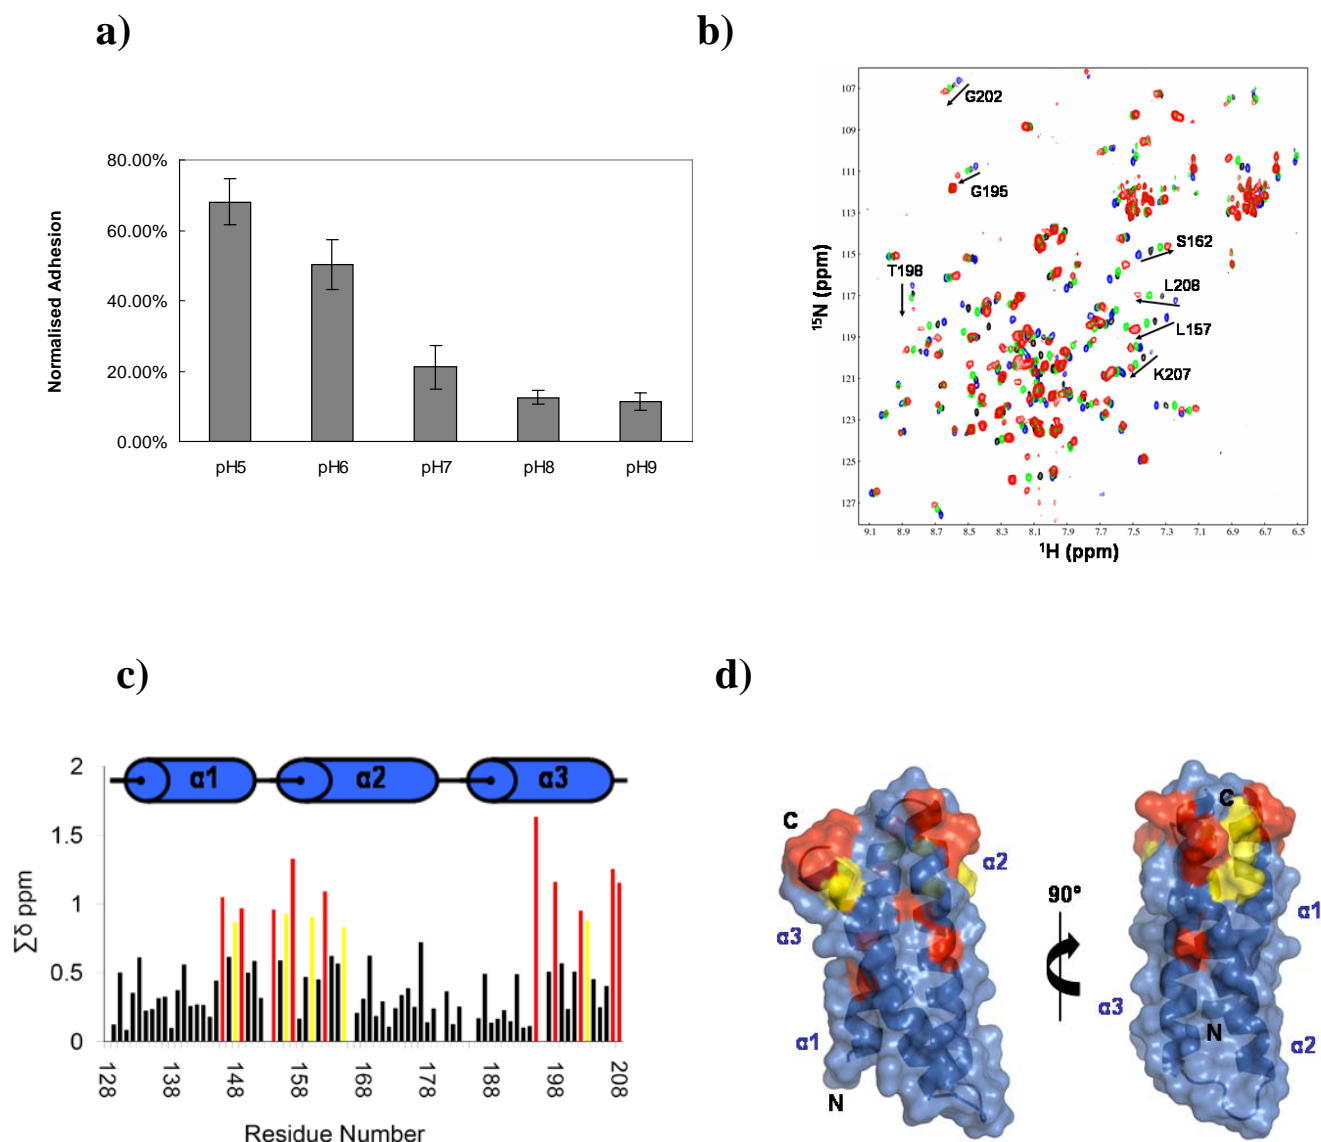 a)
80.00%
60.00%
40.00%
20.00%
0.00%
Normalised Adhesion
pH5 pH6 pH7 pH8 pH9
b)
107
109
111
113
115
117
119
121
123
125
127
¹⁵N (ppm)
G202
G195
S162
T198
L208
L157
K207
9.1 8.9 8.7 8.5 8.3 8.1 7.9 7.7 7.5 7.3 7.1 6.9 6.7 6.5
¹H (ppm)
c)
α1 α2 α3
2
1.5
1
0.5
0
∑δ ppm
128 138 148 158 168 178 188 198 208
Residue Number
d)
C
α2
α3
α1
N
90°
C
α1
α3
N
α2